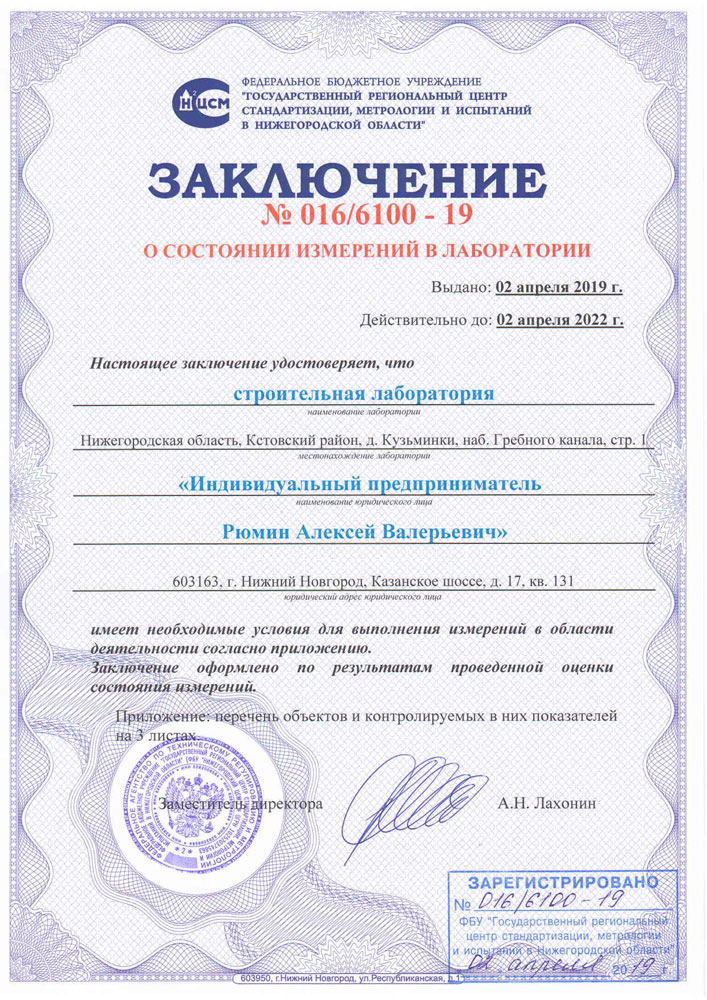 НЦСМ
ФЕДЕРАЛЬНОЕ БЮДЖЕТНОЕ УЧРЕЖДЕНИЕ
"ГОСУДАРСТВЕННЫЙ РЕГИОНАЛЬНЫЙ ЦЕНТР
СТАНДАРТИЗАЦИИ, МЕТРОЛОГИИ И ИСПЫТАНИЙ
В НИЖЕГОРОДСКОЙ ОБЛАСТИ"
ЗАКЛЮЧЕНИЕ
№ 016/6100 - 19
О СОСТОЯНИИ ИЗМЕРЕНИЙ В ЛАБОРАТОРИИ
Выдано: 02 апреля 2019 г.
Действительно до: 02 апреля 2022 г.
Настоящее заключение удостоверяет, что
строительная лаборатория
наименование лаборатории
Нижегородская область, Кстовский район, д. Кузьминки, наб. Гребного канала, стр. 1
местонахождение лаборатории
«Индивидуальный предприниматель
наименование юридического лица
Рюмин Алексей Валерьевич»
603163, г. Нижний Новгород, Казанское шоссе, д. 17, кв. 131
юридический адрес юридического лица
имеет необходимые условия для выполнения измерений в области
деятельности согласно приложению.
Заключение оформлено по результатам проведенной оценки
состояния измерений.
Приложение: перечень объектов и контролируемых в них показателей
на 3 листах.
ФЕДЕРАЛЬНОЕ АГЕНТСТВО ПО ТЕХНИЧЕСКОМУ РЕГУЛИРОВАНИЮ И МЕТРОЛОГИИ
Заместитель директора
А.Н. Лахонин
ЗАРЕГИСТРИРОВАНО
№ 016/6100-19
ФБУ "Государственный региональный
центр стандартизации, метрологии
и испытаний в Нижегородской области"
02 апреля 2019 г.
603950, г.Нижний Новгород, ул.Республиканская, д.1